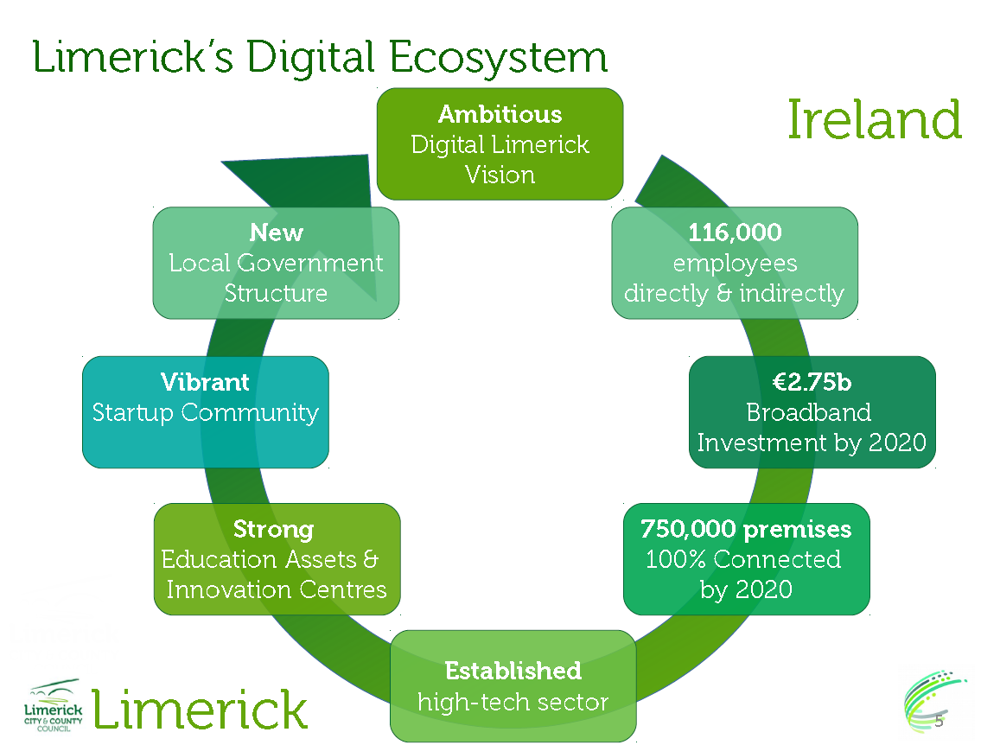 Limerick's Digital Ecosystem
Ireland
Ambitious
Digital Limerick
Vision
116,000
employees
directly & indirectly
€2.75b
Broadband
Investment by 2020
750,000 premises
100% Connected
by 2020
Established
high-tech sector
Strong
Education Assets &
Innovation Centres
Vibrant
Startup Community
New
Local Government
Structure
Limerick
CITY & COUNTY
COUNCIL
Limerick
5